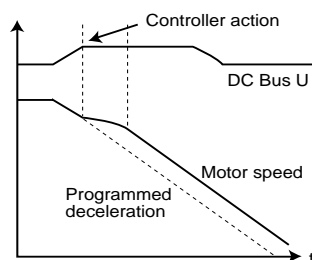 Controller action
DC Bus U
Motor speed
Programmed
deceleration
t